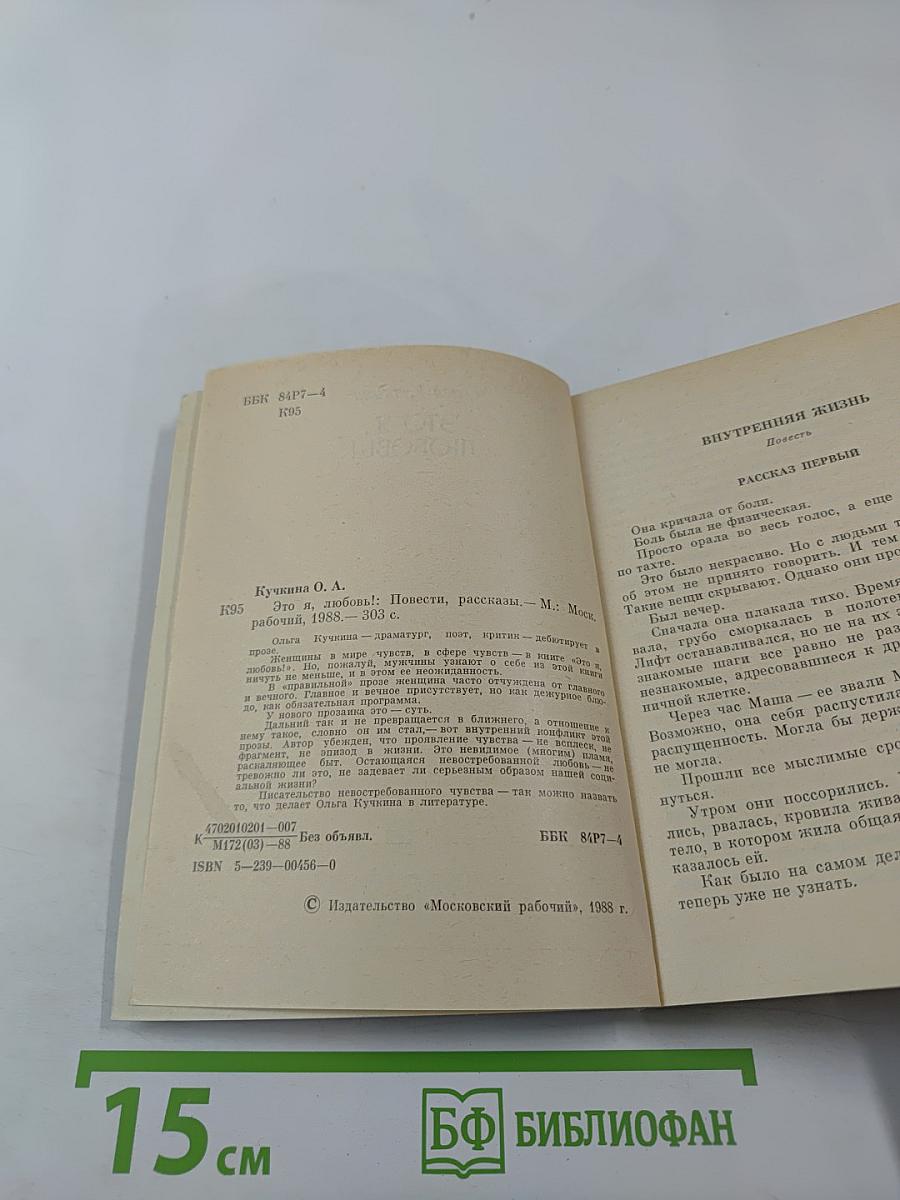 ББК 84Р7—4
К95
Кучкина О. А.
К95 Это я, любовь!: Повести, рассказы.— М.: Моск.
рабочий, 1988.— 303 с.
Ольга Кучкина — драматург, поэт, критик — дебютирует в
прозе.
Женщины в мире чувств, в сфере чувств — в книге «Это я,
любовь!». Но, пожалуй, мужчины узнают о себе из этой книги
ничуть не меньше, и в этом ее неожиданность.
В «правильной» прозе женщина часто отчуждена от главного
и вечного. Главное и вечное присутствует, но как дежурное блю-
до, как обязательная программа.
У нового прозаика это — суть.
Дальний так и не превращается в ближнего, а отношение к
нему такое, словно он им стал,— вот внутренний конфликт этой
прозы. Автор убежден, что проявление чувства — не всплеск, не
фрагмент, не эпизод в жизни. Это невидимое (многим) пламя,
раскаляющее быт. Остающаяся невостребованной любовь — не
тревожно ли это, не задевает ли серьезным образом нашей соци-
альной жизни?
Писательство невостребованного чувства — так можно назвать
то, что делает Ольга Кучкина в литературе.
К 4702010201—007
М172(03)—88 Без объявл.
ББК 84Р7—4
ISBN 5—239—00456—0
© Издательство «Московский рабочий», 1988 г.
ВНУТРЕННЯЯ ЖИЗНЬ
Повесть
РАССКАЗ ПЕРВЫЙ
Она кричала от боли.
Боль была не физическая.
Просто орала во весь голос, а еще
по тахте.
Это было некрасиво. Но с людьми т
об этом не принято говорить. И тем
Такие вещи скрывают. Однако они про
Был вечер.
Сначала она плакала тихо. Время
вала, грубо сморкалась в полотен
Лифт останавливался, но не на их э
знакомые шаги все равно не раз
незнакомые, адресовавшиеся к др
ничной клетке.
Через час Маша — ее звали М
Возможно, она себя распустила
распущенность. Могла бы держ
не могла.
Прошли все мыслимые сро
нуться.
Утром они поссорились.
лись, рвалась, кровила жива
тело, в котором жила общая
казалось ей.
Как было на самом дел
теперь уже не узнать.
15 см
БФ БИБЛИОФАН